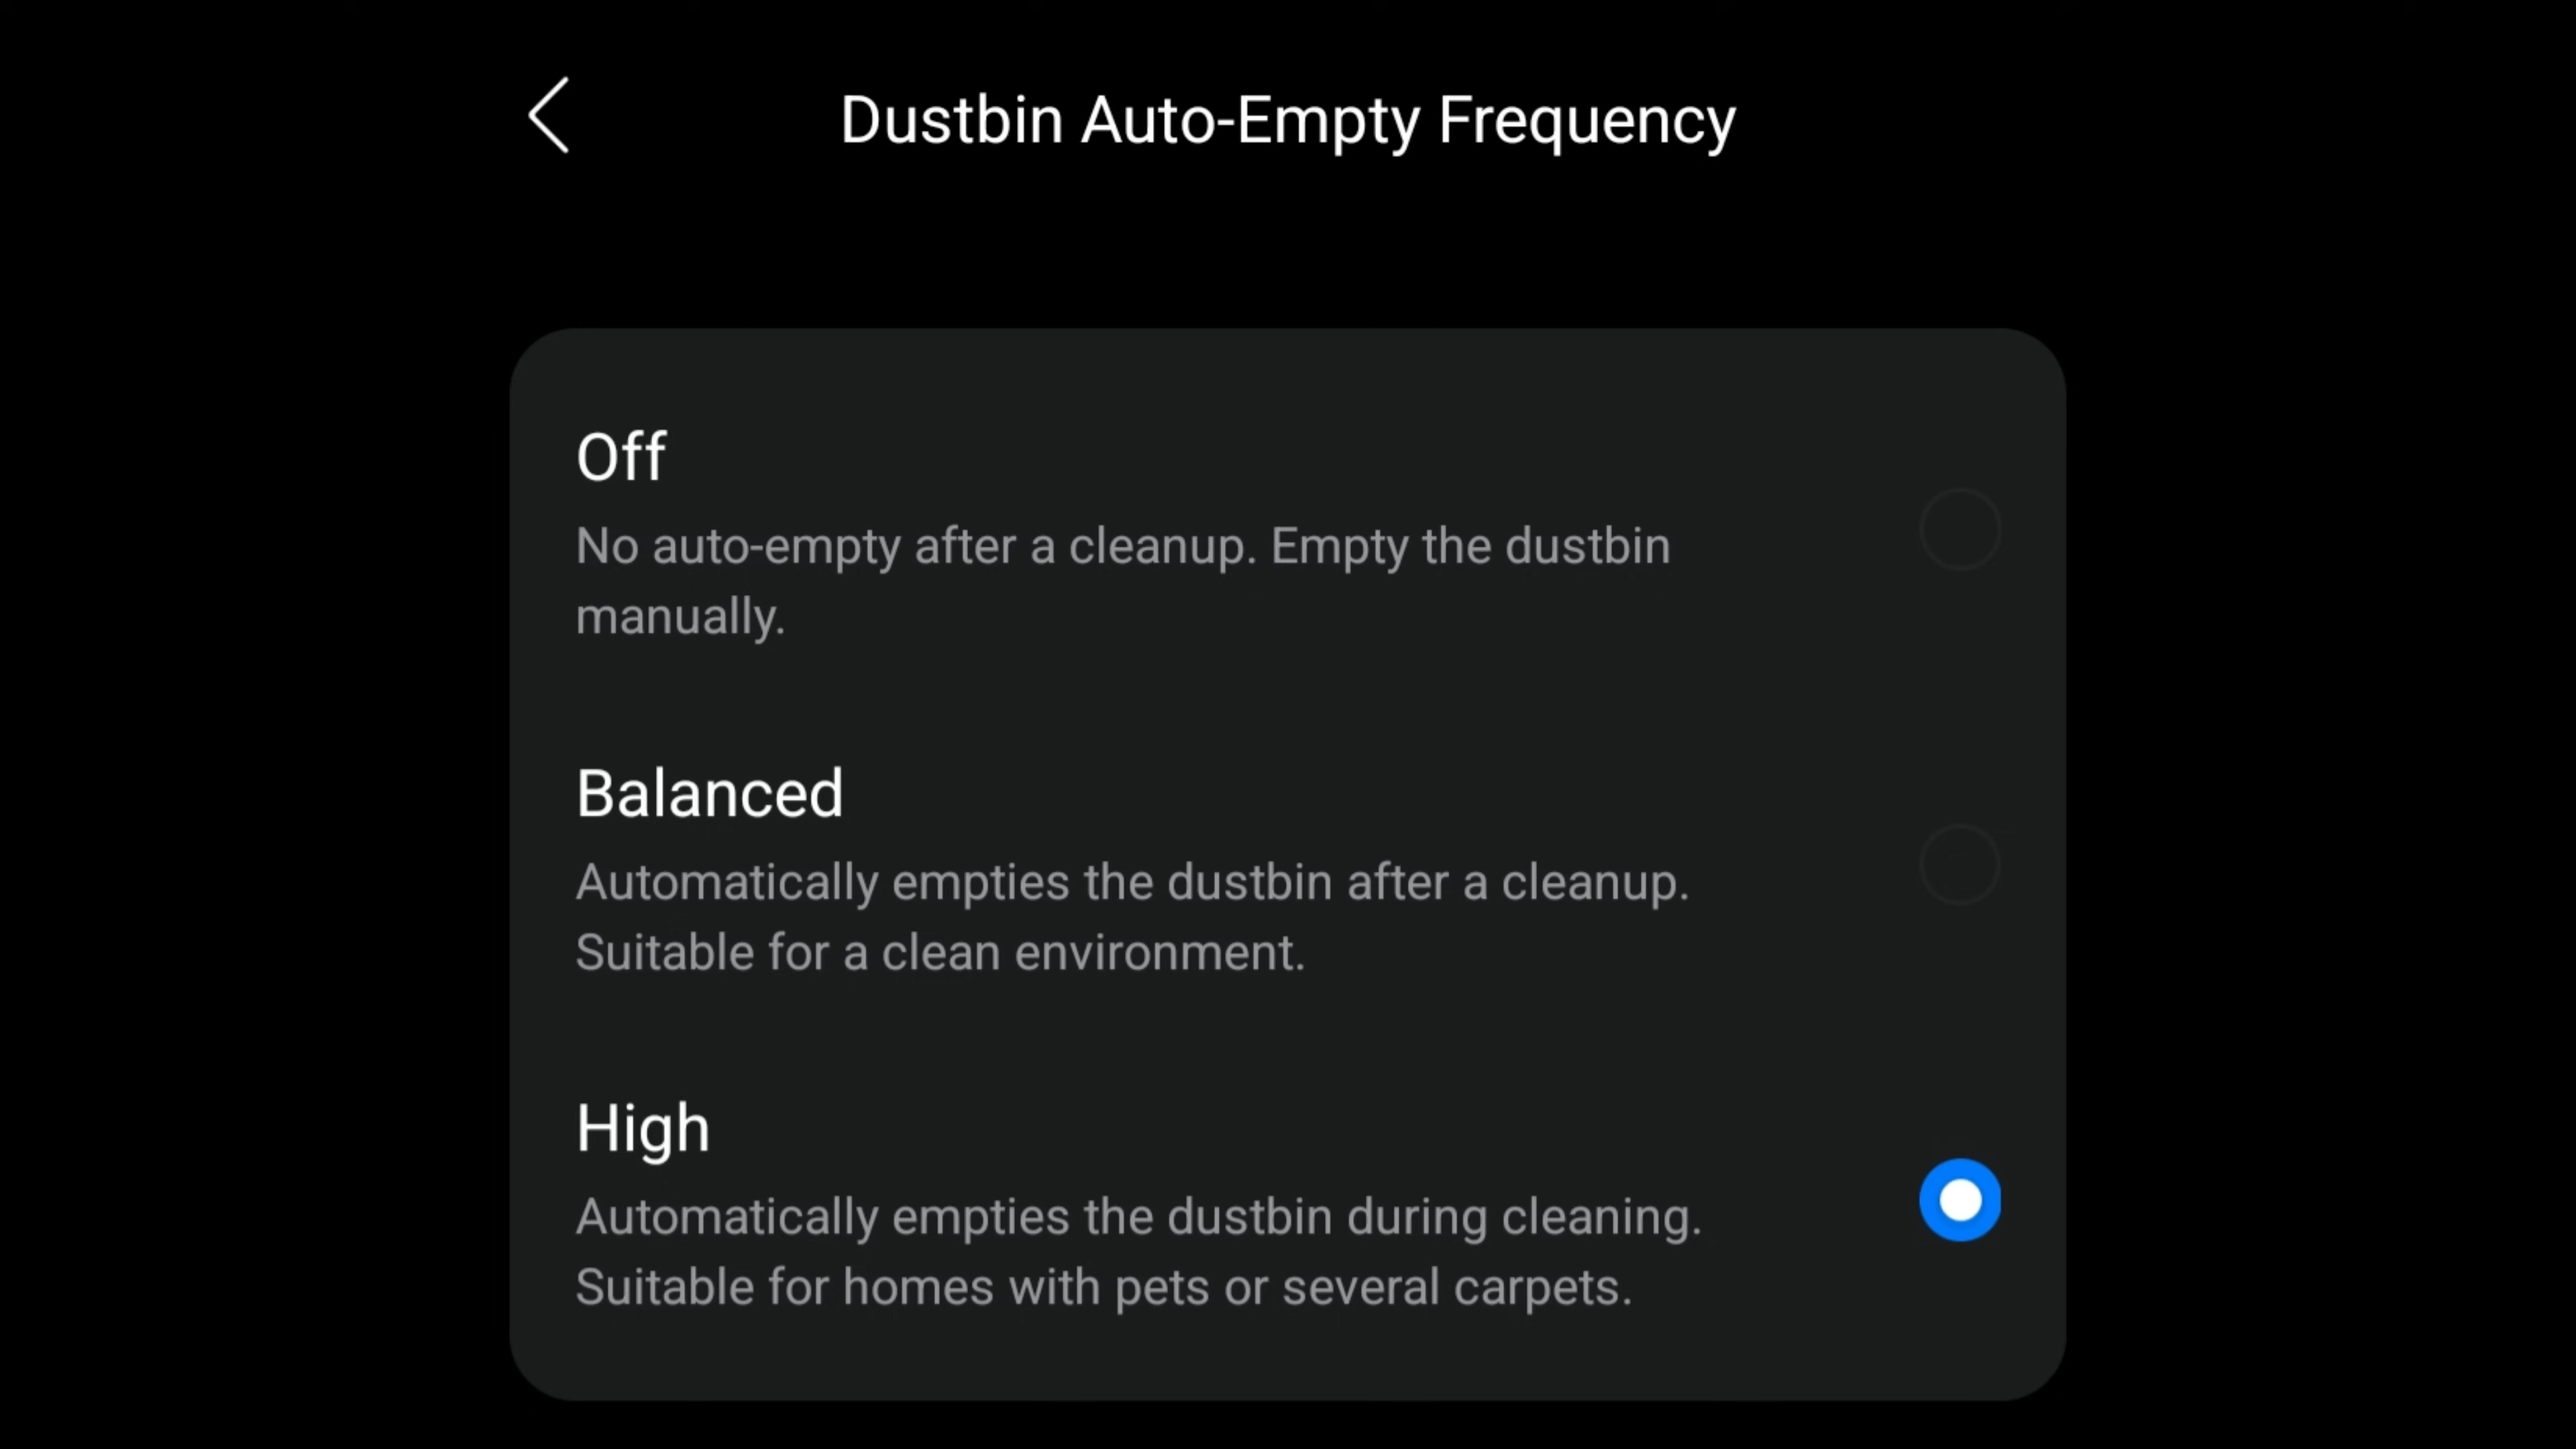 Dustbin Auto-Empty Frequency
Off
No auto-empty after a cleanup. Empty the dustbin
manually.
Balanced
Automatically empties the dustbin after a cleanup.
Suitable for a clean environment.
High
Automatically empties the dustbin during cleaning.
Suitable for homes with pets or several carpets.